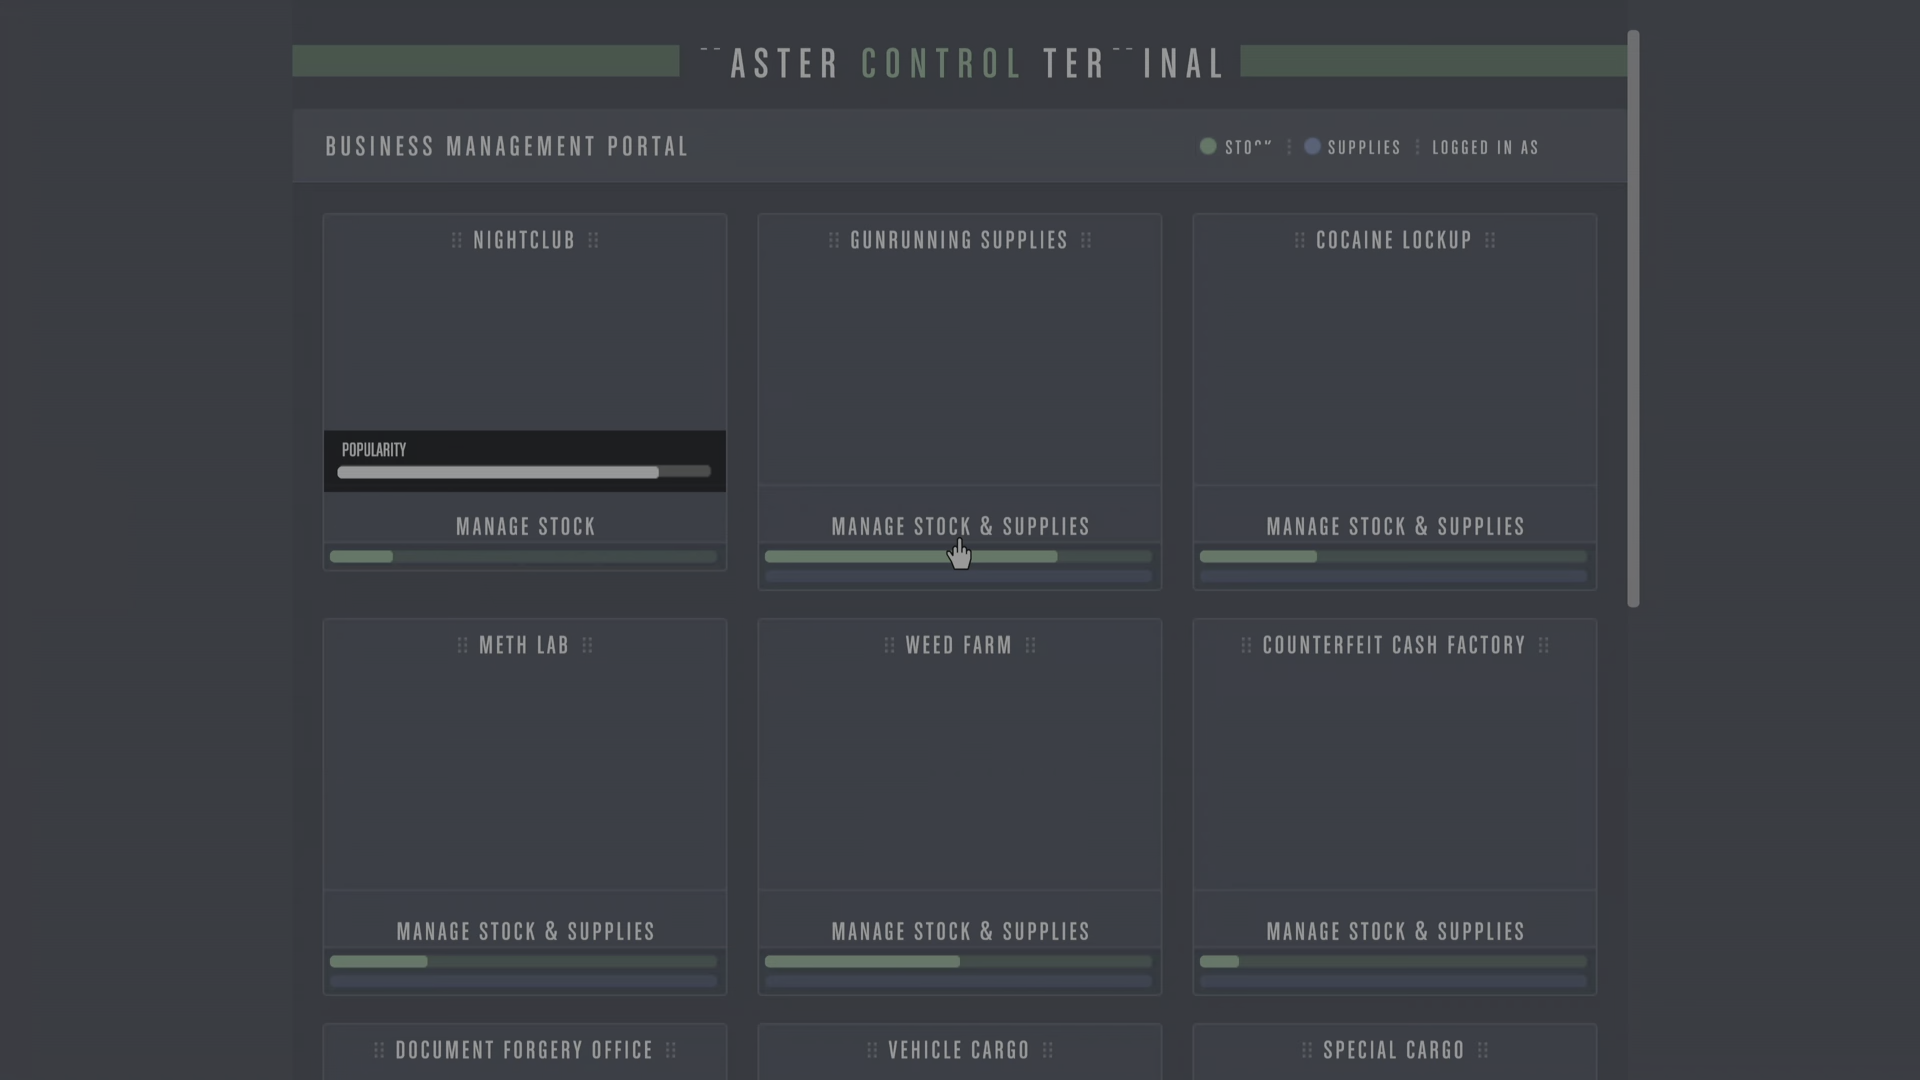 ASTER CONTROL TER INAL
BUSINESS MANAGEMENT PORTAL
SUPPLIES
LOGGED IN AS
NIGHTCLUB
GUNRUNNING SUPPLIES
COCAINE LOCKUP
POPULARITY
MANAGE STOCK
MANAGE STOCK & SUPPLIES
MANAGE STOCK & SUPPLIES
METH LAB
WEED FARM
COUNTERFEIT CASH FACTORY
MANAGE STOCK & SUPPLIES
MANAGE STOCK & SUPPLIES
MANAGE STOCK & SUPPLIES
DOCUMENT FORGERY OFFICE
VEHICLE CARGO
SPECIAL CARGO